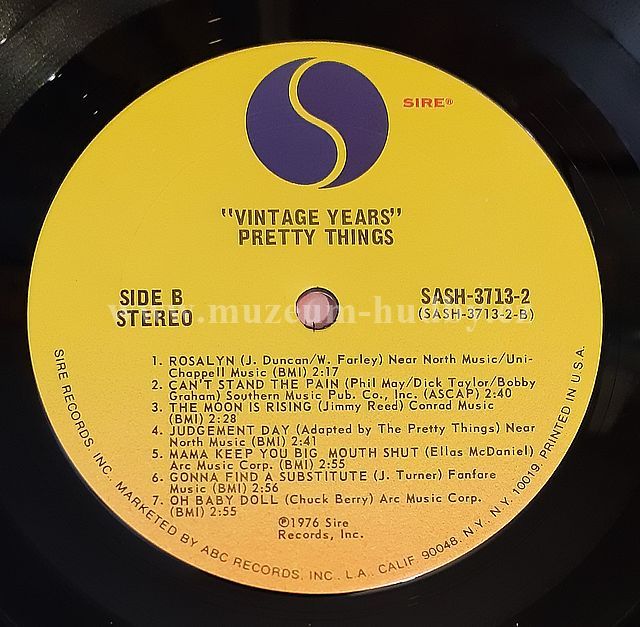 SIRE®
"VINTAGE YEARS"
PRETTY THINGS
SIDE B
STEREO
SASH-3713-2
(SASH-3713-2-B)
1. ROSALYN (J. Duncan/W. Farley) Near North Music/Uni-
Chappell Music (BMI) 2:17
2. CAN'T STAND THE PAIN (Phil May/Dick Taylor/Bobby
Graham) Southern Music Pub. Co., Inc. (ASCAP) 2:40
3. THE MOON IS RISING (Jimmy Reed) Conrad Music
(BMI) 2:28
4. JUDGEMENT DAY (Adapted by The Pretty Things) Near
North Music (BMI) 2:41
5. MAMA KEEP YOU BIG MOUTH SHUT (Ellas McDaniel)
Arc Music Corp. (BMI) 2:55
6. GONNA FIND A SUBSTITUTE (J. Turner) Fanfare
Music (BMI) 2:56
7. OH BABY DOLL (Chuck Berry) Arc Music Corp.
(BMI) 2:55
℗1976 Sire
Records, Inc.
SIRE RECORDS, INC., MARKETED BY ABC RECORDS, INC., L.A., CALIF. 90048, N.Y., N.Y. 10019. PRINTED IN U.S.A.